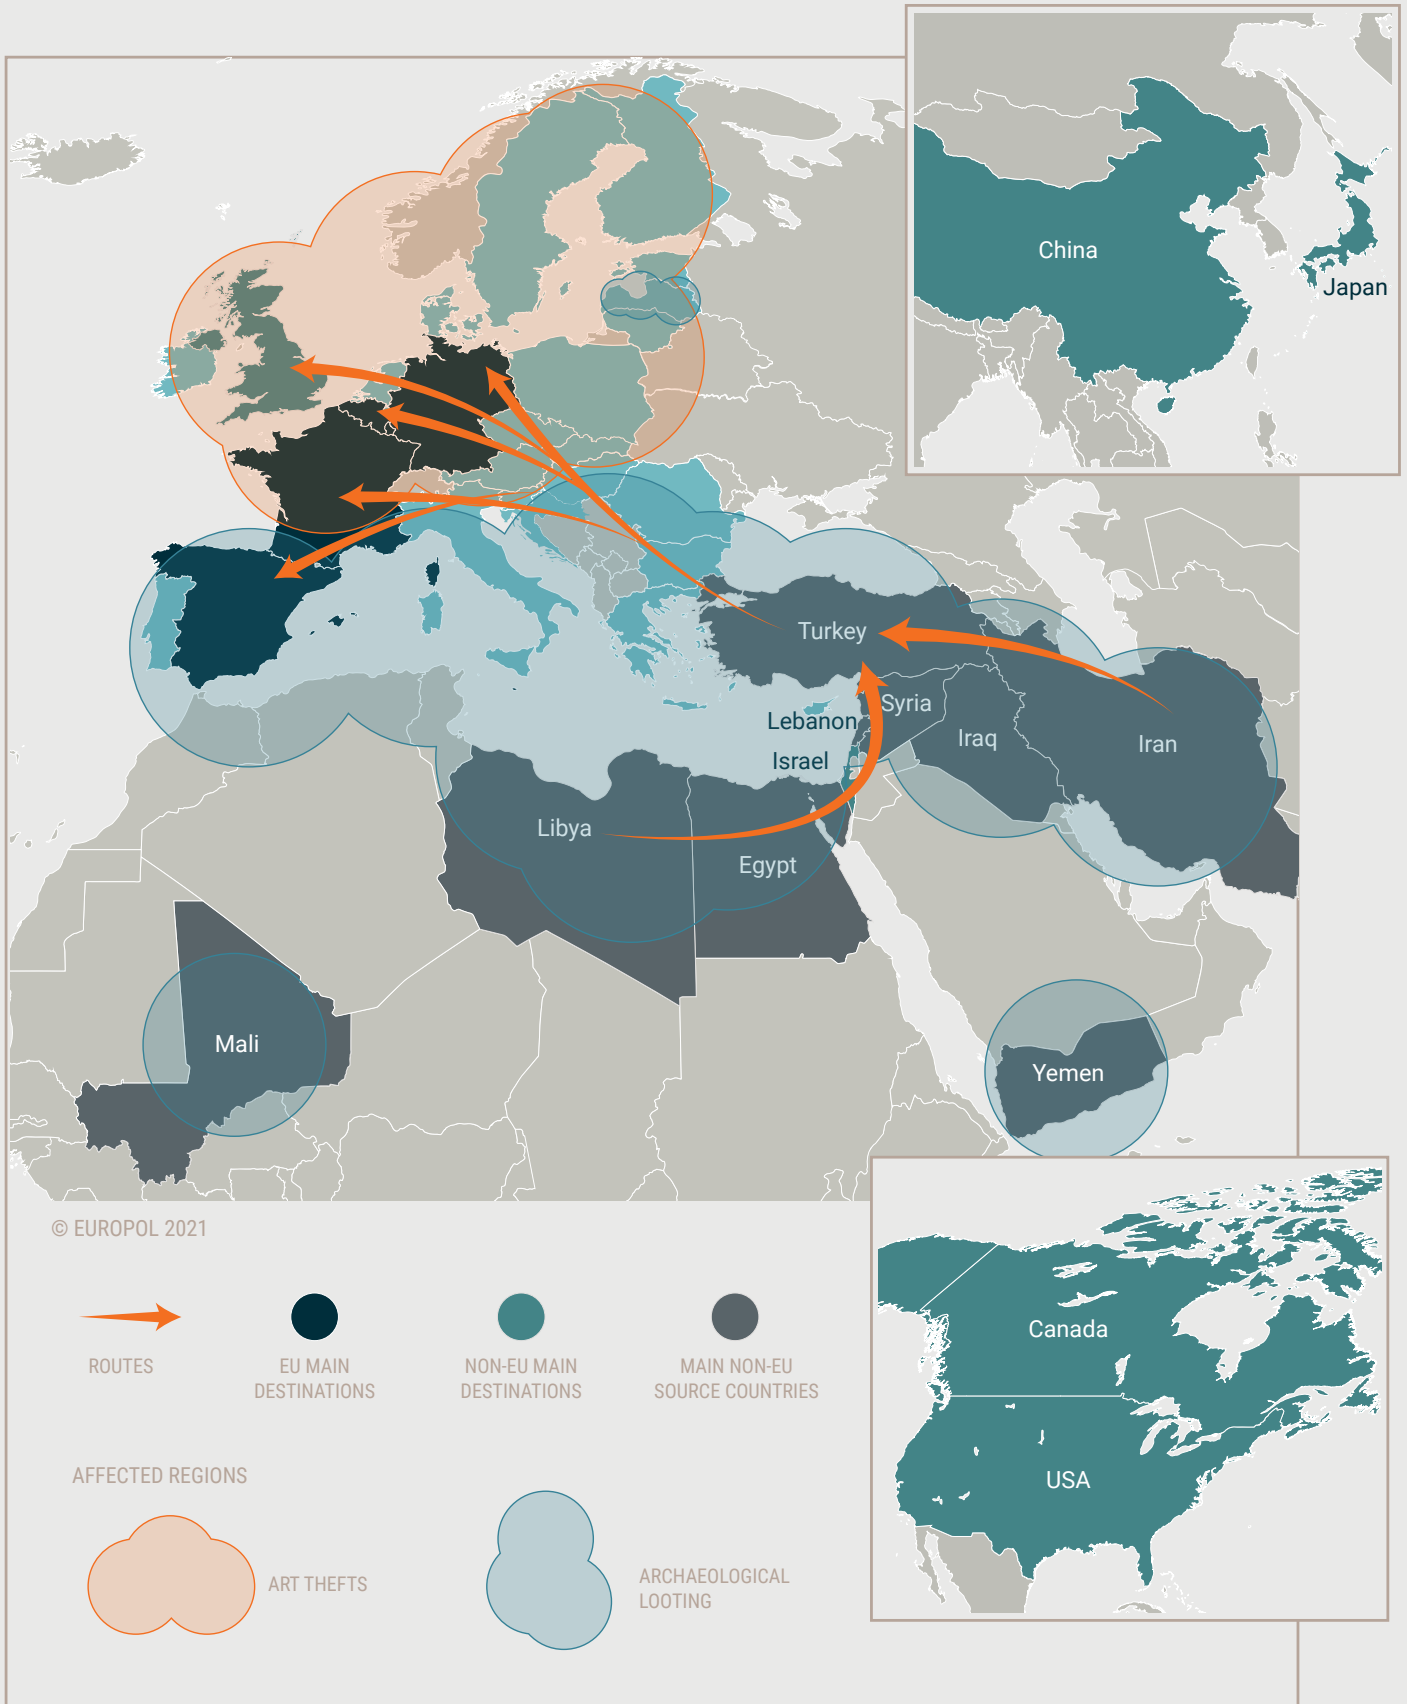 China
Japan
Turkey
Syria
Lebanon
Iraq
Iran
Israel
Libya
Egypt
Mali
Yemen
© EUROPOL 2021
ROUTES
EU MAIN
DESTINATIONS
NON-EU MAIN
DESTINATIONS
MAIN NON-EU
SOURCE COUNTRIES
Canada
USA
AFFECTED REGIONS
ART THEFTS
ARCHAEOLOGICAL
LOOTING